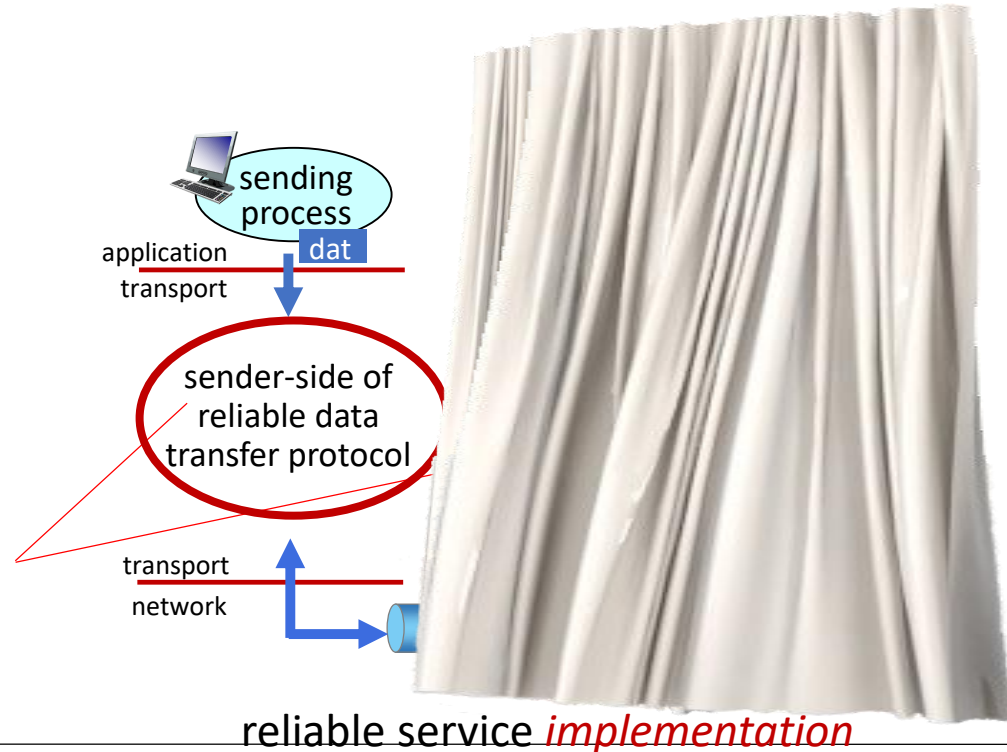 sending
process
dat
application
transport
sender-side of
reliable data
transfer protocol
transport
network
reliable service implementation